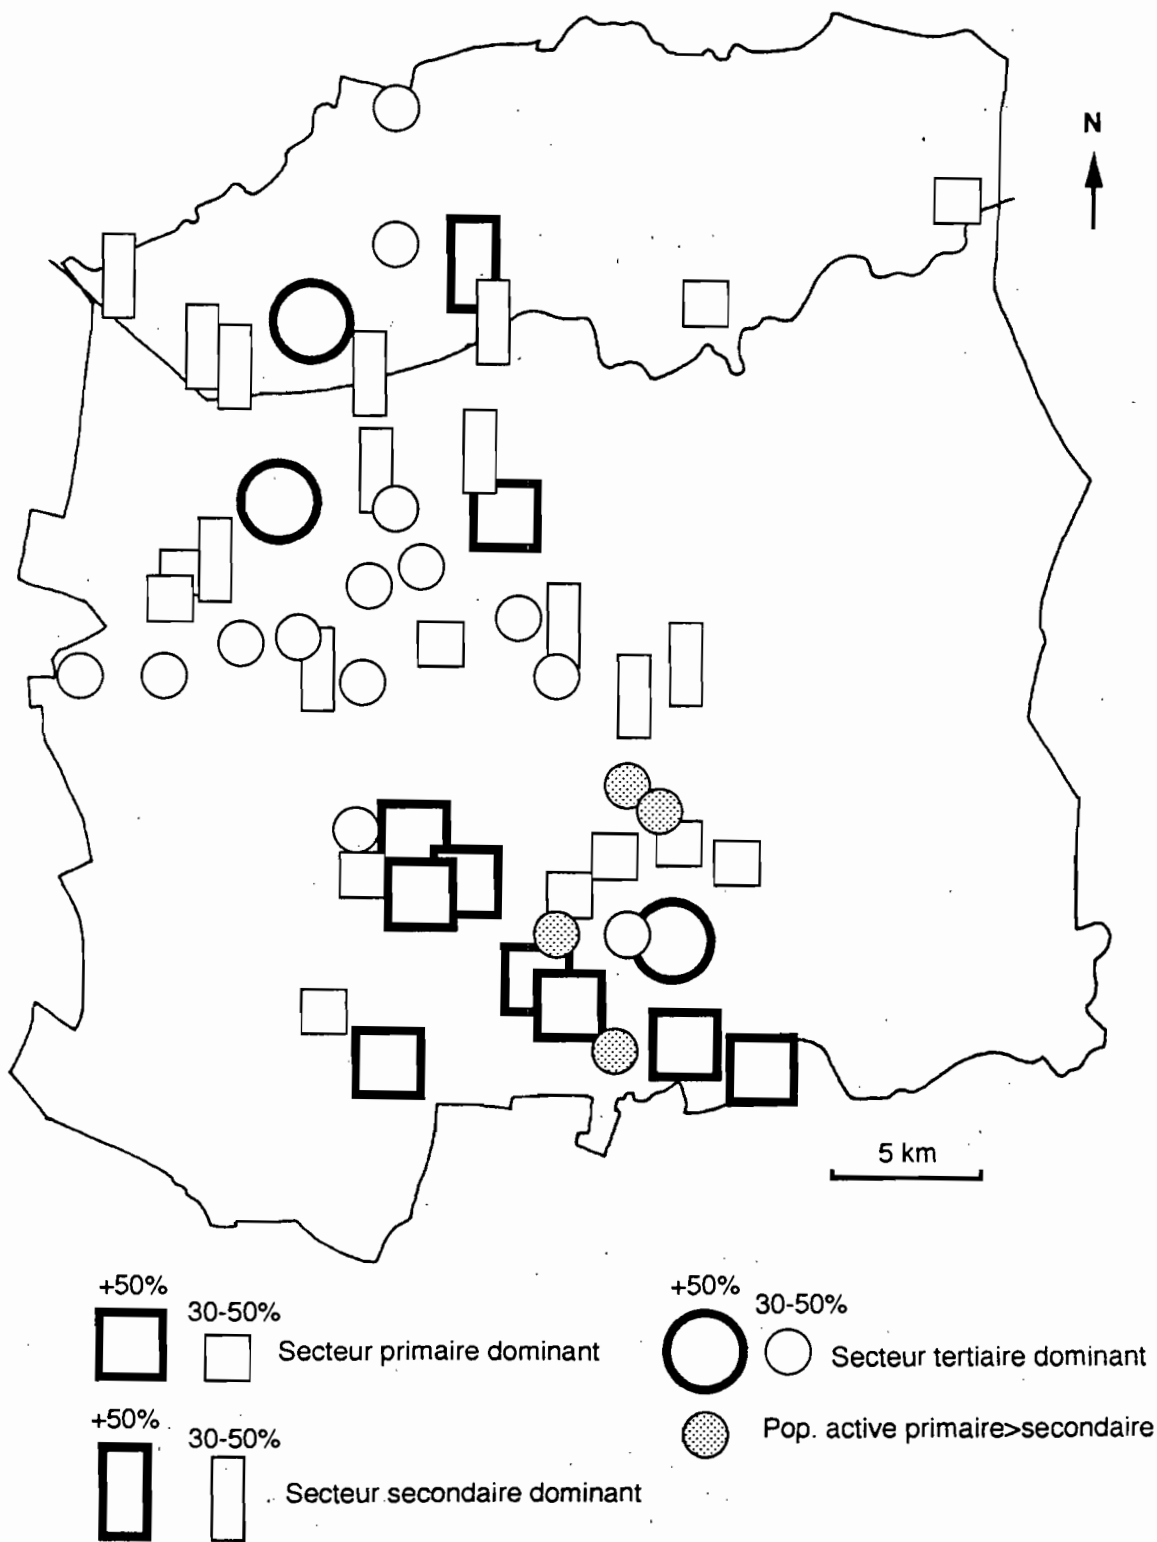 N
5 km
+50%
30-50%
Secteur primaire dominant
+50%
30-50%
Secteur secondaire dominant
+50%
30-50%
Secteur tertiaire dominant
Pop. active primaire>secondaire